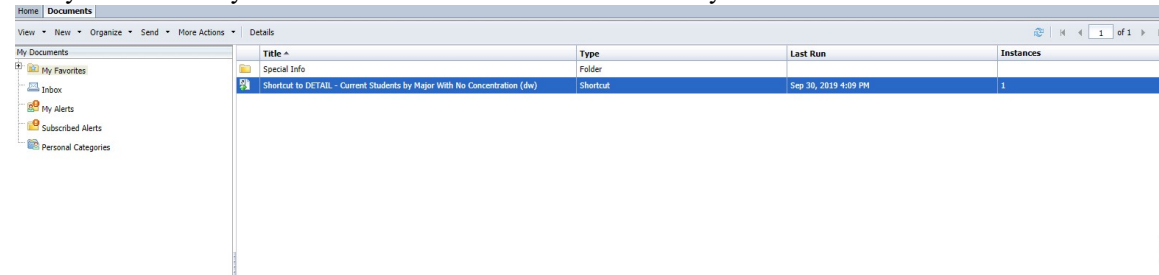 Home Documents
View New Organize Send More Actions Details 1 of 1
My Documents
Title Type Last Run Instances
My Favorites
Special Info Folder
Inbox
Shortcut to DETAIL - Current Students by Major With No Concentration (dw) Shortcut Sep 30, 2019 4:09 PM 1
My Alerts
Subscribed Alerts
Personal Categories